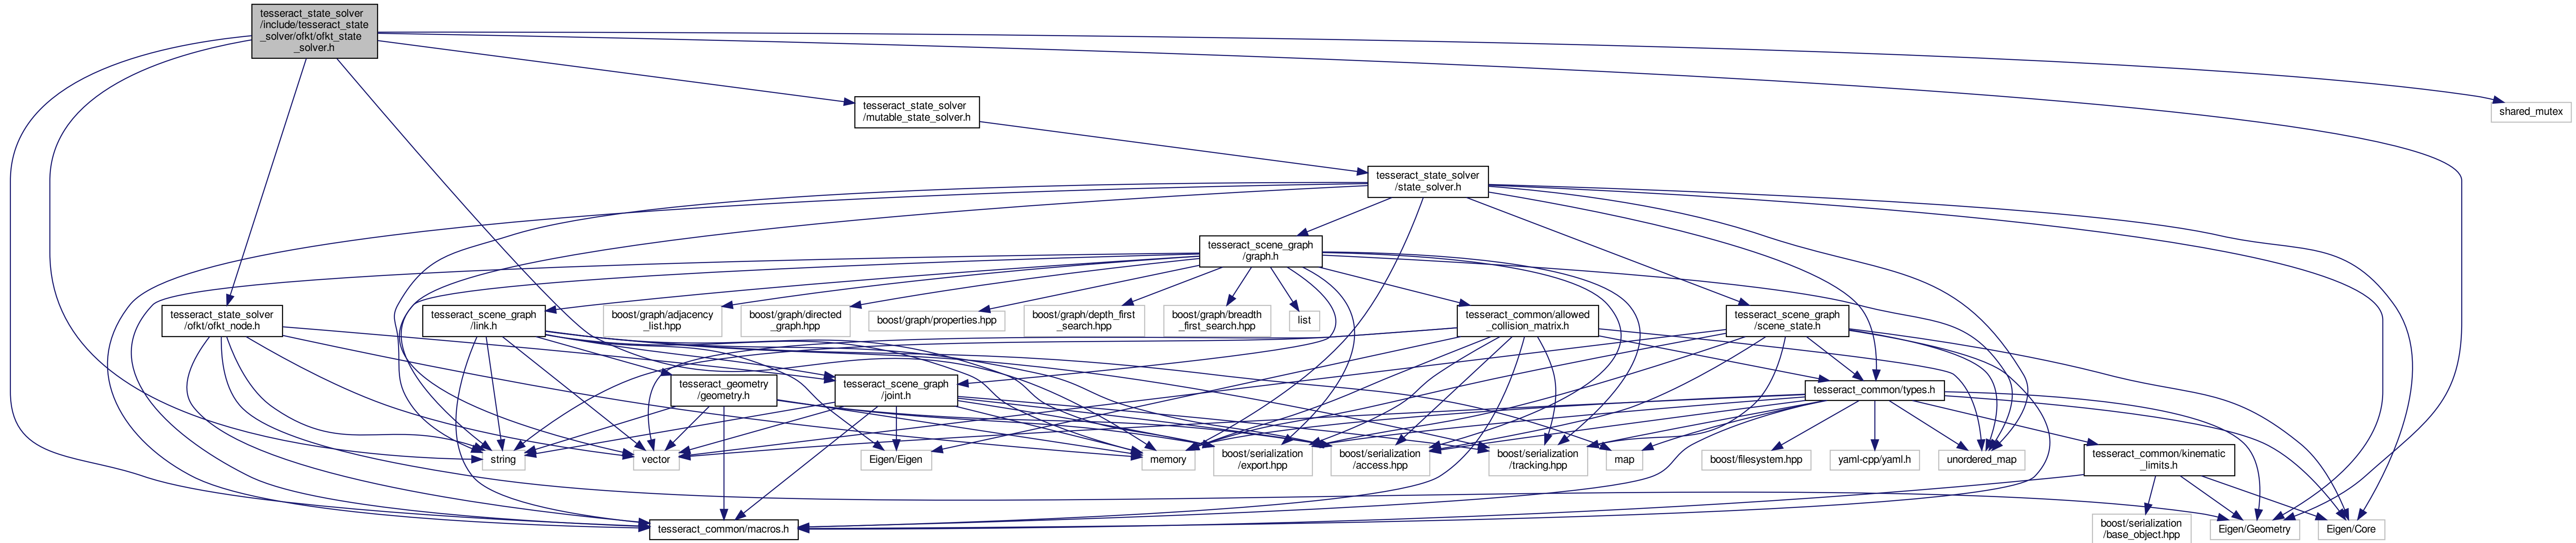 tesseract_state_solver
/include/tesseract_state
_solver/ofkt/ofkt_state
_solver.h
tesseract_state_solver
/mutable_state_solver.h
shared_mutex
tesseract_state_solver
/state_solver.h
tesseract_scene_graph
/graph.h
tesseract_state_solver
/ofkt/ofkt_node.h
tesseract_scene_graph
/link.h
boost/graph/adjacency
_list.hpp
boost/graph/directed
_graph.hpp
boost/graph/properties.hpp
boost/graph/depth_first
_search.hpp
boost/graph/breadth
_first_search.hpp
list
tesseract_common/allowed
_collision_matrix.h
tesseract_scene_graph
/scene_state.h
tesseract_geometry
/geometry.h
tesseract_scene_graph
/joint.h
tesseract_common/types.h
string
vector
Eigen/Eigen
memory
boost/serialization
/export.hpp
boost/serialization
/access.hpp
boost/serialization
/tracking.hpp
map
boost/filesystem.hpp
yaml-cpp/yaml.h
unordered_map
tesseract_common/kinematic
_limits.h
tesseract_common/macros.h
boost/serialization
/base_object.hpp
Eigen/Geometry
Eigen/Core